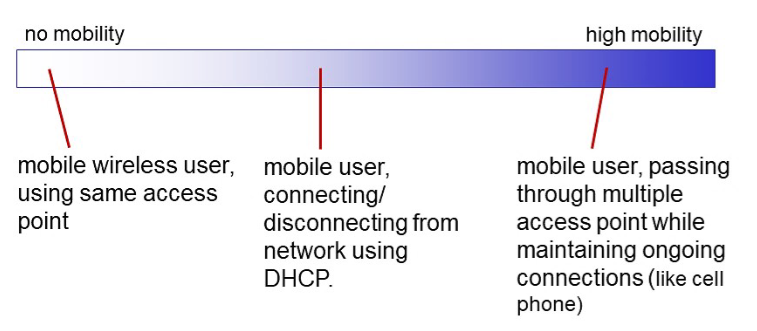 no mobility
high mobility
mobile wireless user,
using same access
point
mobile user,
connecting/
disconnecting from
network using
DHCP.
mobile user, passing
through multiple
access point while
maintaining ongoing
connections (like cell
phone)